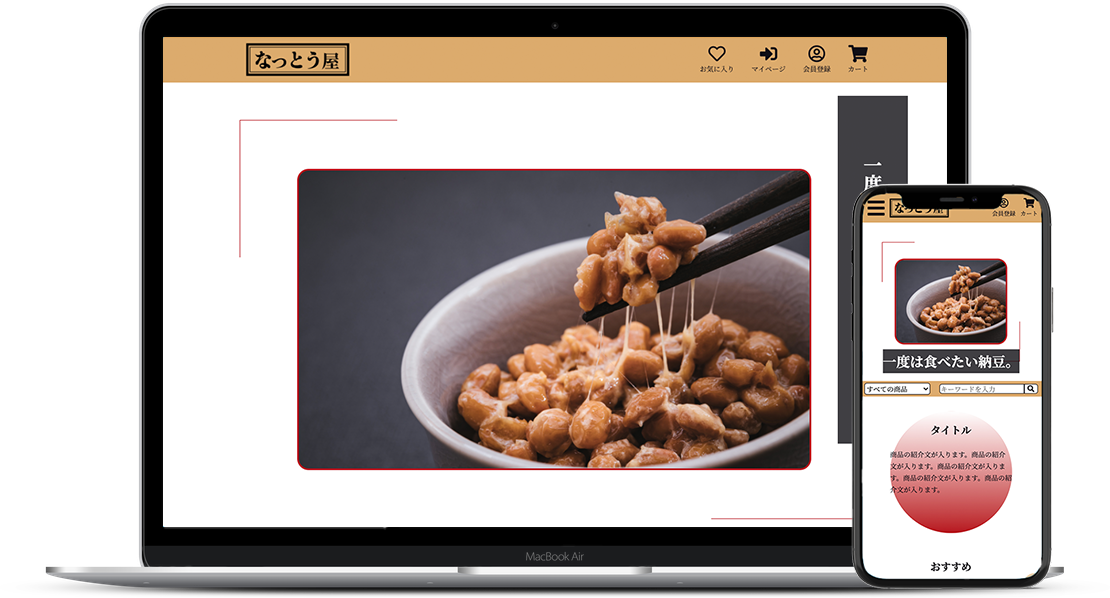 なっとう屋
お気に入り
マイページ
会員登録
カート
一度
MacBook Air
なっとう屋
会員登録
カート
一度は食べたい納豆。
すべての商品
キーワードを入力
タイトル
商品の紹介文が入ります。商品の紹介
文が入ります。商品の紹介文が入りま
す。商品の紹介文が入ります。商品の紹
介文が入ります。
おすすめ